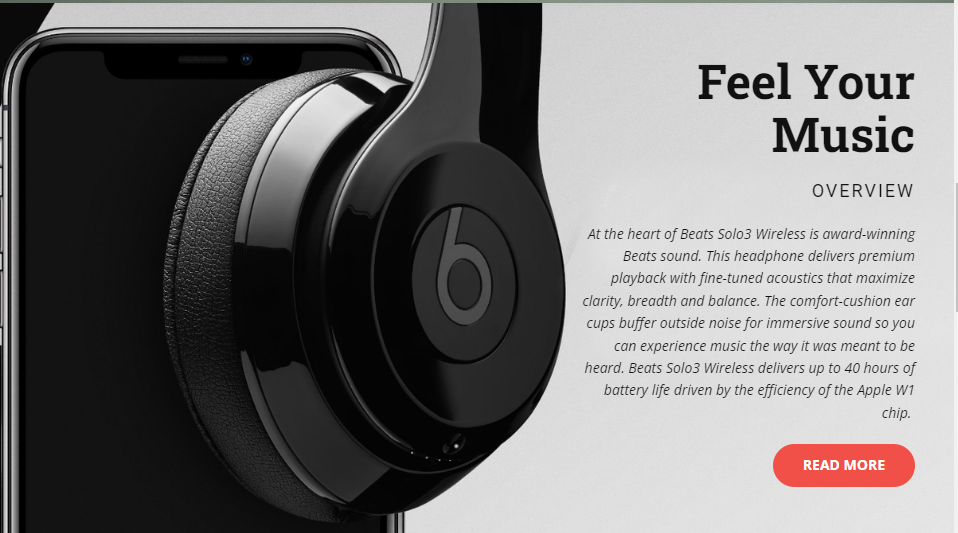 Feel Your
Music
OVERVIEW
At the heart of Beats Solo3 Wireless is award-winning
Beats sound. This headphone delivers premium
playback with fine-tuned acoustics that maximize
clarity, breadth and balance. The comfort-cushion ear
cups buffer outside noise for immersive sound so you
can experience music the way it was meant to be
heard. Beats Solo3 Wireless delivers up to 40 hours of
battery life driven by the efficiency of the Apple W1
chip.
READ MORE